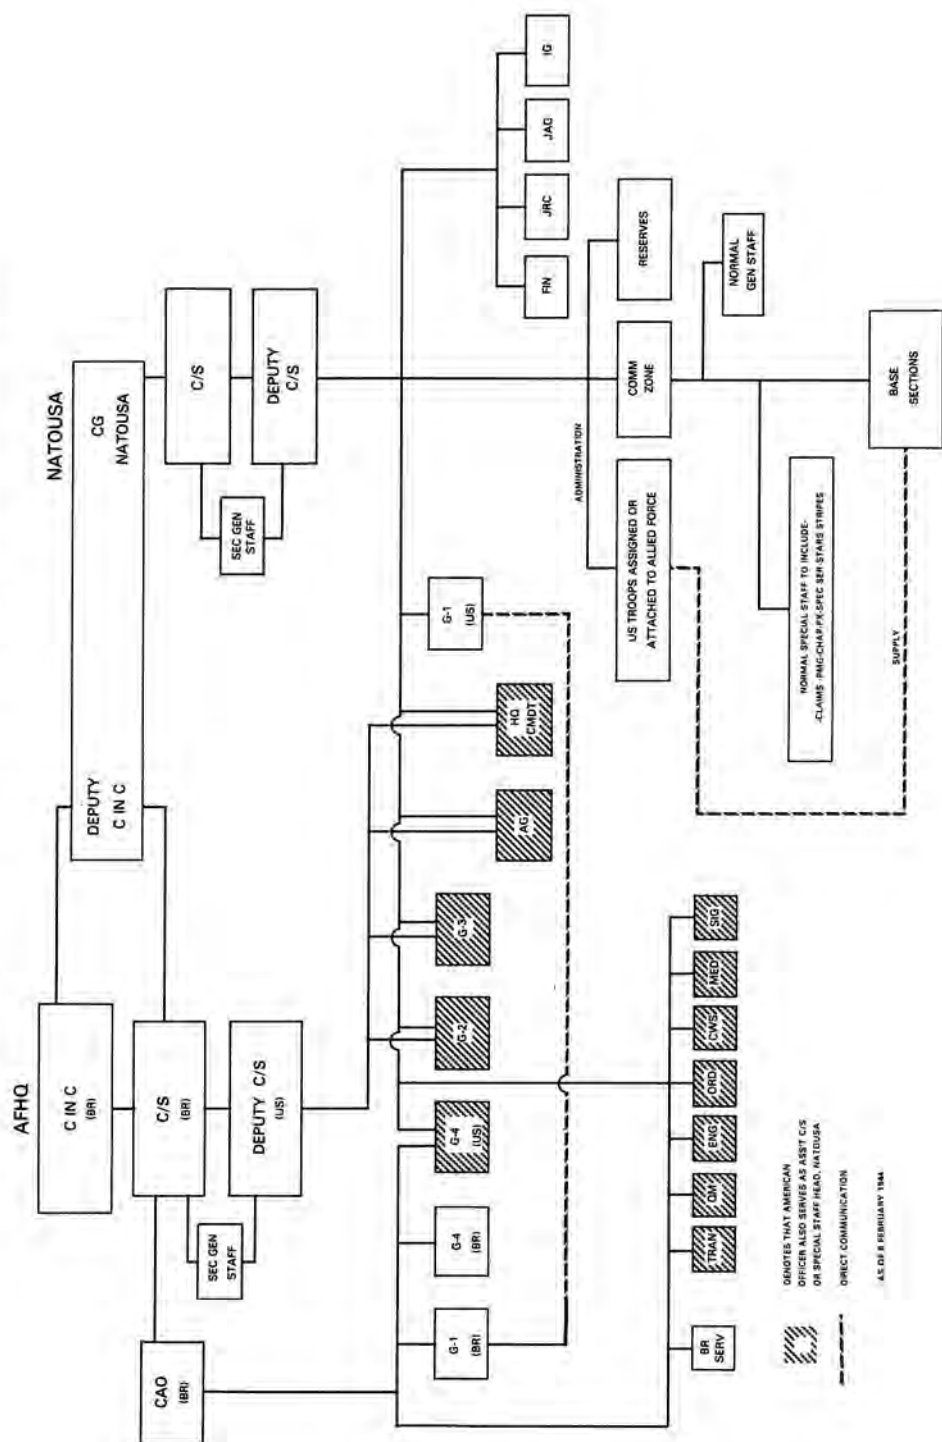 AFHQ
NATOUSA
C IN C
(BR)
DEPUTY
C IN C
CG
NATOUSA
CAO
(BR)
C/S
(BR)
C/S
SEC GEN
STAFF
DEPUTY C/S
(US)
SEC GEN
STAFF
DEPUTY
C/S
G-1
(BR)
G-4
(BR)
G-4
(US)
G-2
G-3
AG
HQ
CMDT
G-1
(US)
FIN
JRC
JAG
IG
ADMINISTRATION
US TROOPS ASSIGNED OR
ATTACHED TO ALLIED FORCE
COMM
ZONE
RESERVES
BR
SERV
TRANT
QM
ENG
ORD
CWS
MED
SIG
NORMAL
GEN STAFF
NORMAL SPECIAL STAFF TO INCLUDE-
-CLAIMS -PMG-CHAP-PX-SPEC SER-STARS STRIPES
SUPPLY
BASE
SECTIONS
DENOTES THAT AMERICAN
OFFICER ALSO SERVES AS ASS'T C/S
OR SPECIAL STAFF HEAD, NATOUSA
DIRECT COMMUNICATION
AS OF 8 FEBRUARY 1944